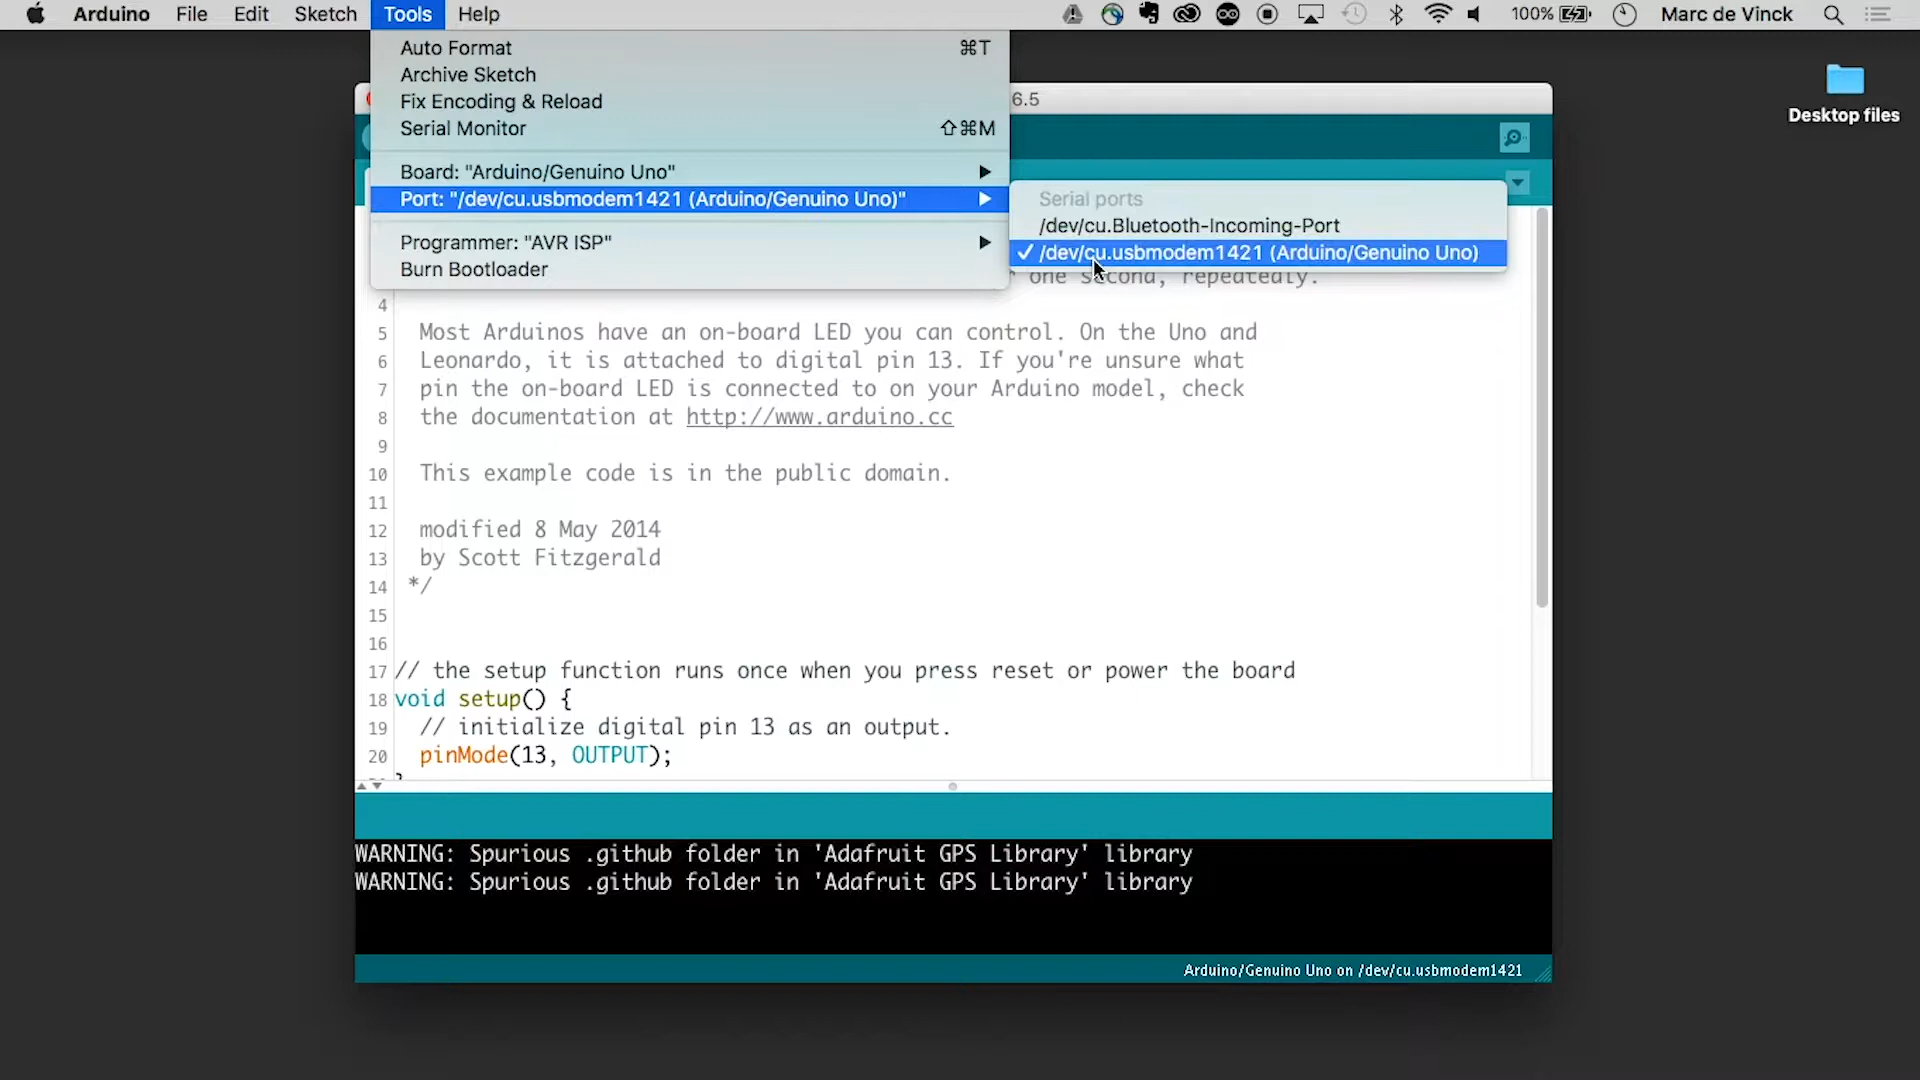 Arduino File Edit Sketch Tools Help 100% Marc de Vinck
Auto Format ⌘T
Archive Sketch
Fix Encoding & Reload
Serial Monitor ⇧⌘M
Board: "Arduino/Genuino Uno"
Port: "/dev/cu.usbmodem1421 (Arduino/Genuino Uno)"
Programmer: "AVR ISP"
Burn Bootloader
Serial ports
/dev/cu.Bluetooth-Incoming-Port
✓ /dev/cu.usbmodem1421 (Arduino/Genuino Uno)
Desktop files
6.5
one second, repeatedly.
4
5 Most Arduinos have an on-board LED you can control. On the Uno and
6 Leonardo, it is attached to digital pin 13. If you're unsure what
7 pin the on-board LED is connected to on your Arduino model, check
8 the documentation at http://www.arduino.cc
9
10 This example code is in the public domain.
11
12 modified 8 May 2014
13 by Scott Fitzgerald
14 */
15
16
17 // the setup function runs once when you press reset or power the board
18 void setup() {
19 // initialize digital pin 13 as an output.
20 pinMode(13, OUTPUT);
WARNING: Spurious .github folder in 'Adafruit GPS Library' library
WARNING: Spurious .github folder in 'Adafruit GPS Library' library
Arduino/Genuino Uno on /dev/cu.usbmodem1421